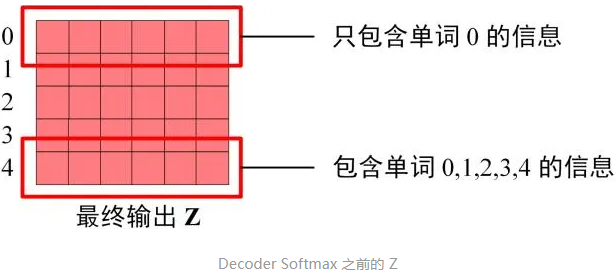 0
只包含单词 0 的信息
1
2
3
4
包含单词 0,1,2,3,4 的信息
最终输出 Z
Decoder Softmax 之前的 Z